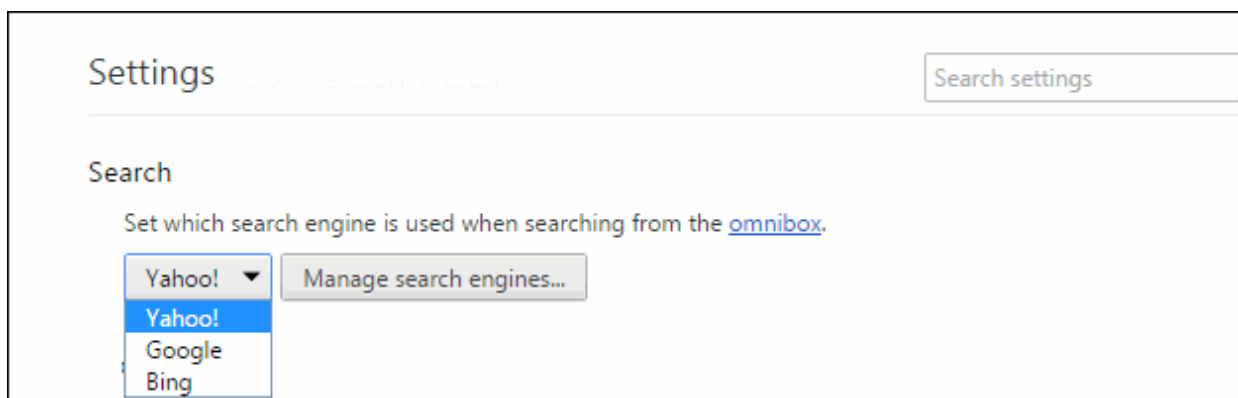 Settings
Search settings
Search
Set which search engine is used when searching from the omnibox.
Yahoo!
Manage search engines...
Yahoo!
Google
Bing